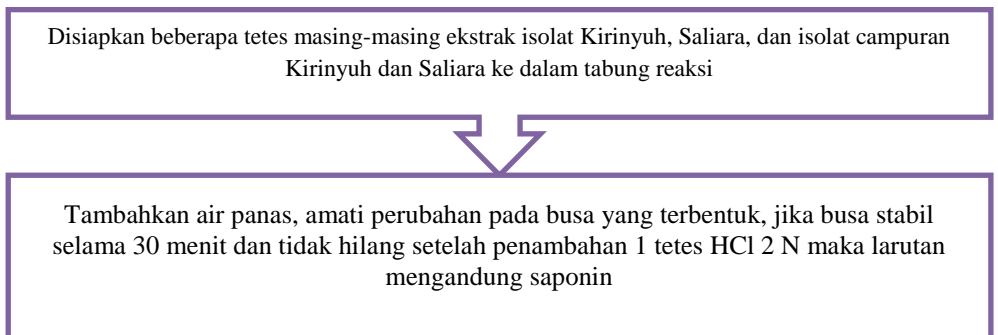 Disiapkan beberapa tetes masing-masing ekstrak isolat Kirinyuh, Saliara, dan isolat campuran
Kirinyuh dan Saliara ke dalam tabung reaksi
Tambahkan air panas, amati perubahan pada busa yang terbentuk, jika busa stabil
selama 30 menit dan tidak hilang setelah penambahan 1 tetes HCl 2 N maka larutan
mengandung saponin